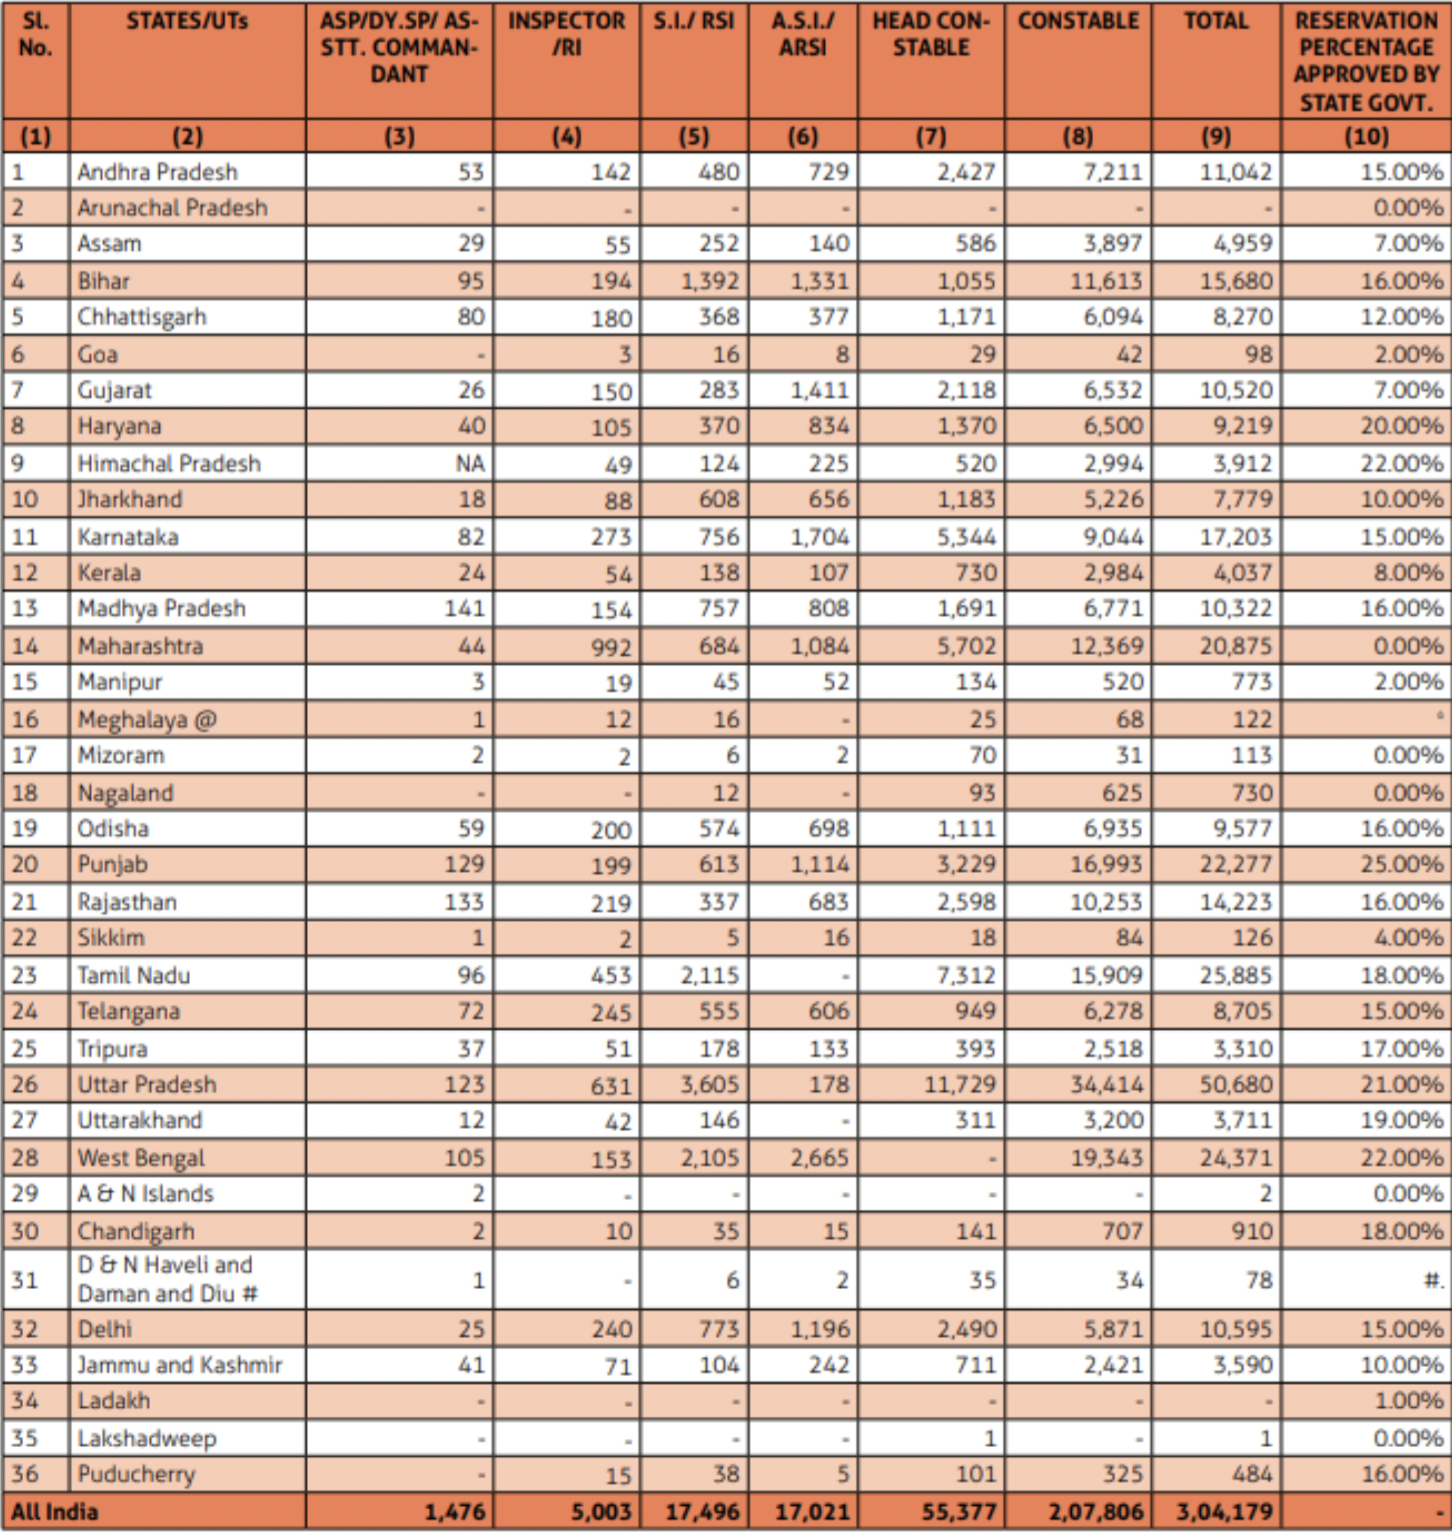 Sl. No. STATES/UTs ASP/DY.SP/ AS-STT. COMMAN-DANT INSPECTOR /RI S.I./ RSI A.S.I./ ARSI HEAD CON-STABLE CONSTABLE TOTAL RESERVATION PERCENTAGE APPROVED BY STATE GOVT.
(1) (2) (3) (4) (5) (6) (7) (8) (9) (10)
1 Andhra Pradesh 53 142 480 729 2,427 7,211 11,042 15.00%
2 Arunachal Pradesh - - - - - - - 0.00%
3 Assam 29 55 252 140 586 3,897 4,959 7.00%
4 Bihar 95 194 1,392 1,331 1,055 11,613 15,680 16.00%
5 Chhattisgarh 80 180 368 377 1,171 6,094 8,270 12.00%
6 Goa - 3 16 8 29 42 98 2.00%
7 Gujarat 26 150 283 1,411 2,118 6,532 10,520 7.00%
8 Haryana 40 105 370 834 1,370 6,500 9,219 20.00%
9 Himachal Pradesh NA 49 124 225 520 2,994 3,912 22.00%
10 Jharkhand 18 88 608 656 1,183 5,226 7,779 10.00%
11 Karnataka 82 273 756 1,704 5,344 9,044 17,203 15.00%
12 Kerala 24 54 138 107 730 2,984 4,037 8.00%
13 Madhya Pradesh 141 154 757 808 1,691 6,771 10,322 16.00%
14 Maharashtra 44 992 684 1,084 5,702 12,369 20,875 0.00%
15 Manipur 3 19 45 52 134 520 773 2.00%
16 Meghalaya @ 1 12 16 - 25 68 122
17 Mizoram 2 2 6 2 70 31 113 0.00%
18 Nagaland - - 12 - 93 625 730 0.00%
19 Odisha 59 200 574 698 1,111 6,935 9,577 16.00%
20 Punjab 129 199 613 1,114 3,229 16,993 22,277 25.00%
21 Rajasthan 133 219 337 683 2,598 10,253 14,223 16.00%
22 Sikkim 1 2 5 16 18 84 126 4.00%
23 Tamil Nadu 96 453 2,115 - 7,312 15,909 25,885 18.00%
24 Telangana 72 245 555 606 949 6,278 8,705 15.00%
25 Tripura 37 51 178 133 393 2,518 3,310 17.00%
26 Uttar Pradesh 123 631 3,605 178 11,729 34,414 50,680 21.00%
27 Uttarakhand 12 42 146 - 311 3,200 3,711 19.00%
28 West Bengal 105 153 2,105 2,665 - 19,343 24,371 22.00%
29 A & N Islands 2 - - - - - 2 0.00%
30 Chandigarh 2 10 35 15 141 707 910 18.00%
31 D & N Haveli and Daman and Diu # 1 - 6 2 35 34 78 #.
32 Delhi 25 240 773 1,196 2,490 5,871 10,595 15.00%
33 Jammu and Kashmir 41 71 104 242 711 2,421 3,590 10.00%
34 Ladakh - - - - - - - 1.00%
35 Lakshadweep - - - - 1 - 1 0.00%
36 Puducherry - 15 38 5 101 325 484 16.00%
All India 1,476 5,003 17,496 17,021 55,377 2,07,806 3,04,179 -